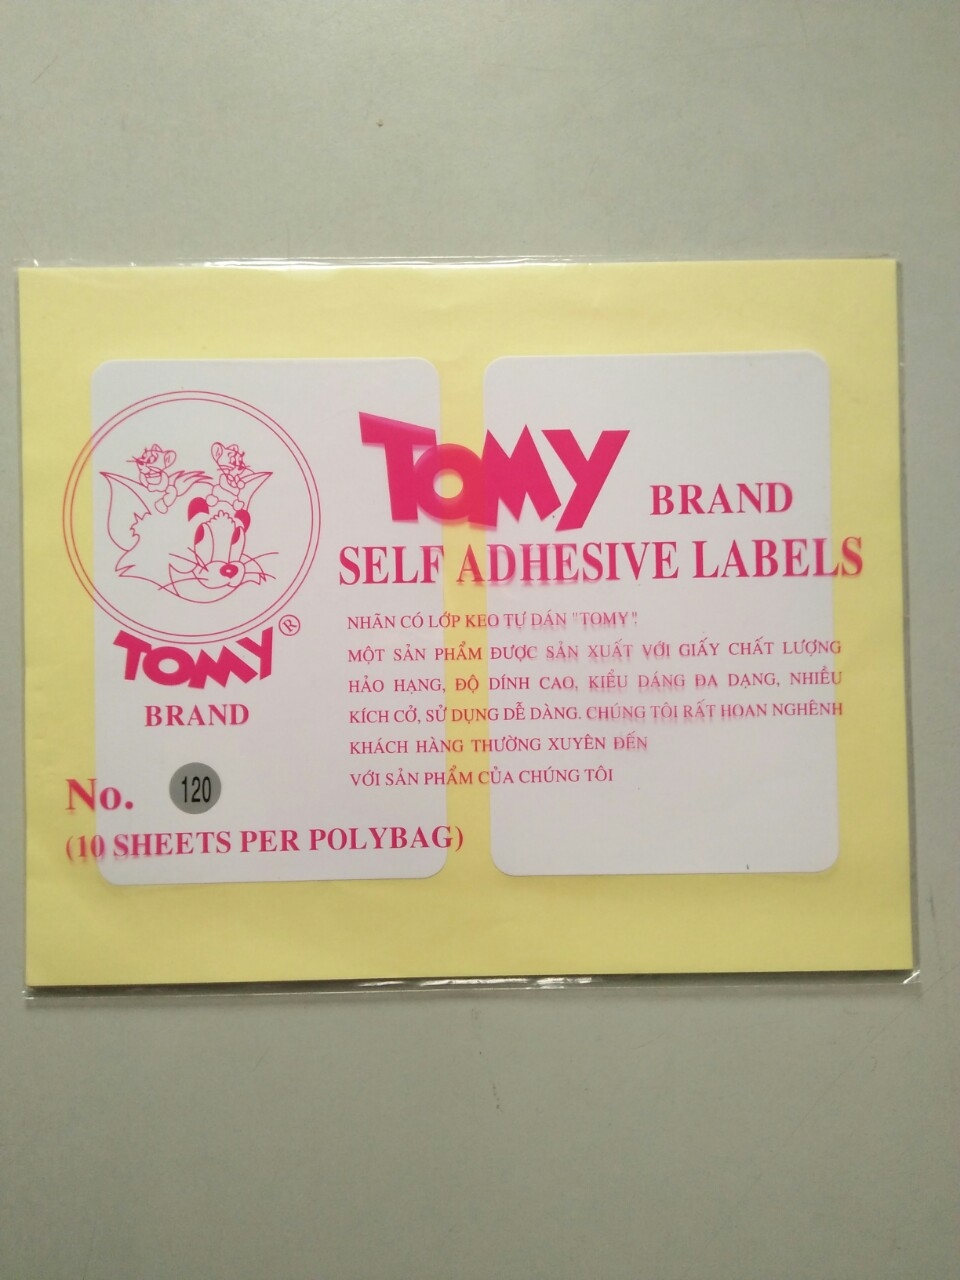 TOMY BRAND
SELF ADHESIVE LABELS
NHÃN CÓ LỚP KEO TỰ DÁN "TOMY".
MỘT SẢN PHẨM ĐƯỢC SẢN XUẤT VỚI GIẤY CHẤT LƯỢNG
HẢO HẠNG, ĐỘ DÍNH CAO, KIỂU DÁNG ĐA DẠNG, NHIỀU
KÍCH CỞ, SỬ DỤNG DỄ DÀNG. CHÚNG TÔI RẤT HOAN NGHÊNH
KHÁCH HÀNG THƯỜNG XUYÊN ĐẾN
VỚI SẢN PHẨM CỦA CHÚNG TÔI
TOMY ®
BRAND
No. 120
(10 SHEETS PER POLYBAG)